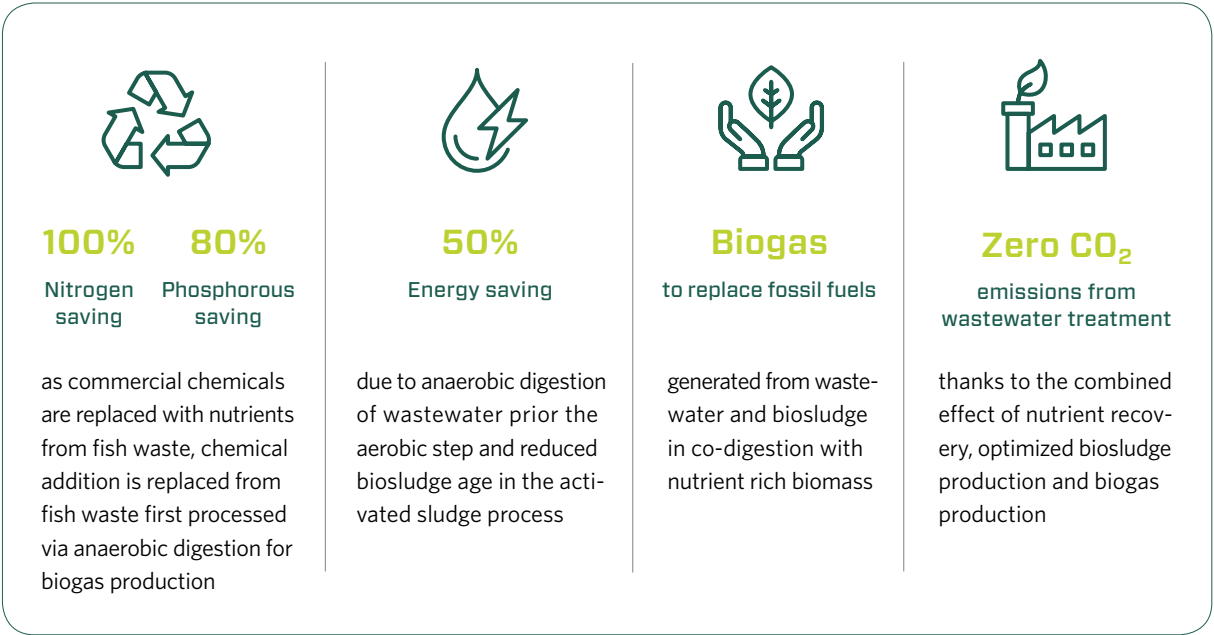 100%
Nitrogen
saving
80%
Phosphorous
saving
as commercial chemicals
are replaced with nutrients
from fish waste, chemical
addition is replaced from
fish waste first processed
via anaerobic digestion for
biogas production
50%
Energy saving
due to anaerobic digestion
of wastewater prior the
aerobic step and reduced
biosludge age in the acti-
vated sludge process
Biogas
to replace fossil fuels
generated from waste-
water and biosludge
in co-digestion with
nutrient rich biomass
Zero CO₂
emissions from
wastewater treatment
thanks to the combined
effect of nutrient recov-
ery, optimized biosludge
production and biogas
production